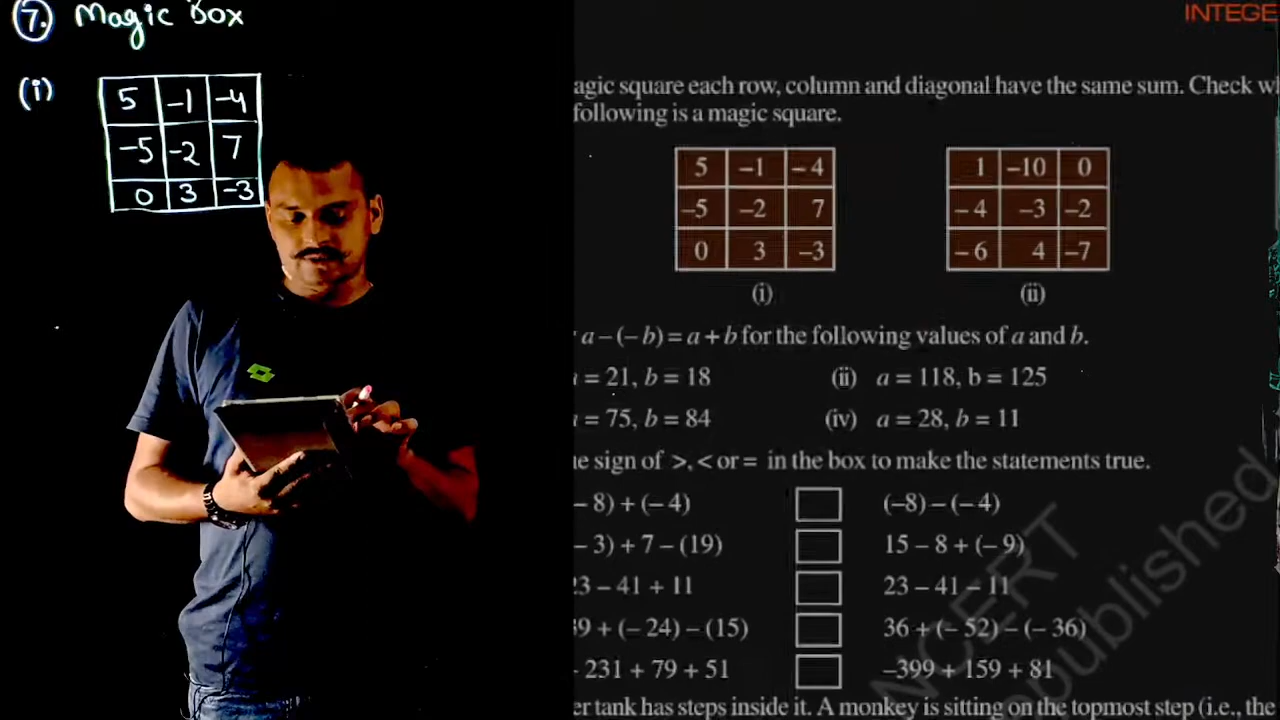 7. Magic Box
(i)
5 -1 -4
-5 -2 7
0 3 -3
INTEGE
agic square each row, column and diagonal have the same sum. Check
following is a magic square.
5 –1 – 4
–5 –2 7
0 3 –3
(i)
1 –10 0
– 4 –3 –2
– 6 4 –7
(ii)
a – (– b) = a + b for the following values of a and b.
= 21, b = 18 (ii) a = 118, b = 125
= 75, b = 84 (iv) a = 28, b = 11
sign of >, < or = in the box to make the statements true.
– 8) + (– 4) (–8) – (– 4)
– 3) + 7 – (19) 15 – 8 + (– 9)
23 – 41 + 11 23 – 41 – 11
39 + (– 24) – (15) 36 + (– 52) – (– 36)
- 231 + 79 + 51 –399 + 159 + 81
er tank has steps inside it. A monkey is sitting on the topmost step (i.e., the
NCERT
republished